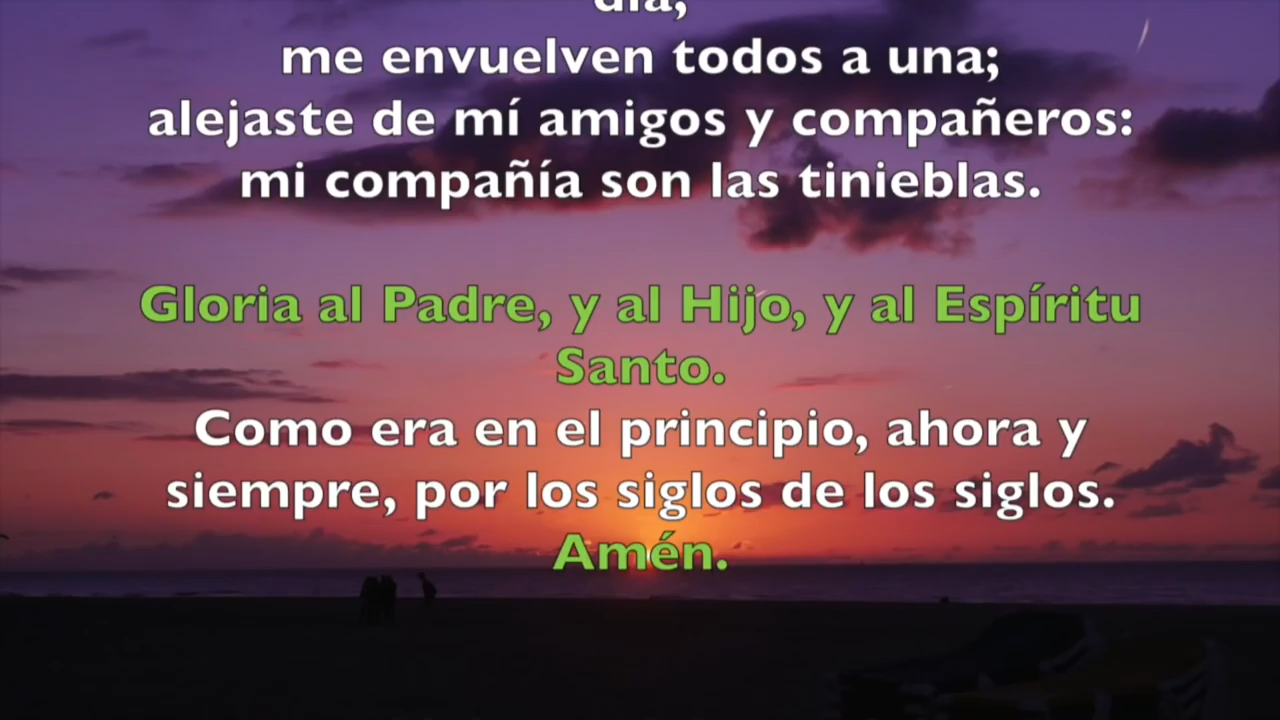 día,
me envuelven todos a una;
alejaste de mí amigos y compañeros:
mi compañía son las tinieblas.
Gloria al Padre, y al Hijo, y al Espíritu
Santo.
Como era en el principio, ahora y
siempre, por los siglos de los siglos.
Amén.